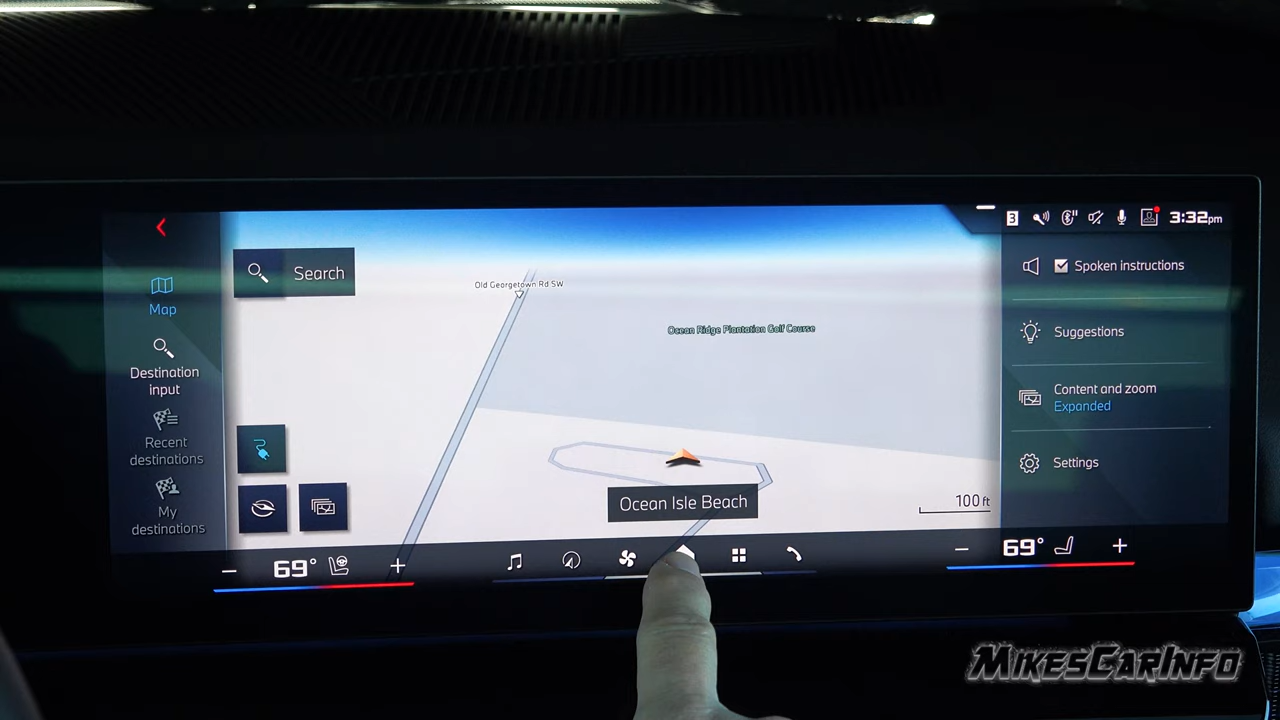 3:32pm
Search
Old Georgetown Rd SW
Spoken instructions
Map
Ocean Ridge Plantation Golf Course
Suggestions
Destination
input
Content and zoom
Expanded
Recent
destinations
Settings
My
destinations
Ocean Isle Beach
100 ft
69°
69°
MIKESCARINFO